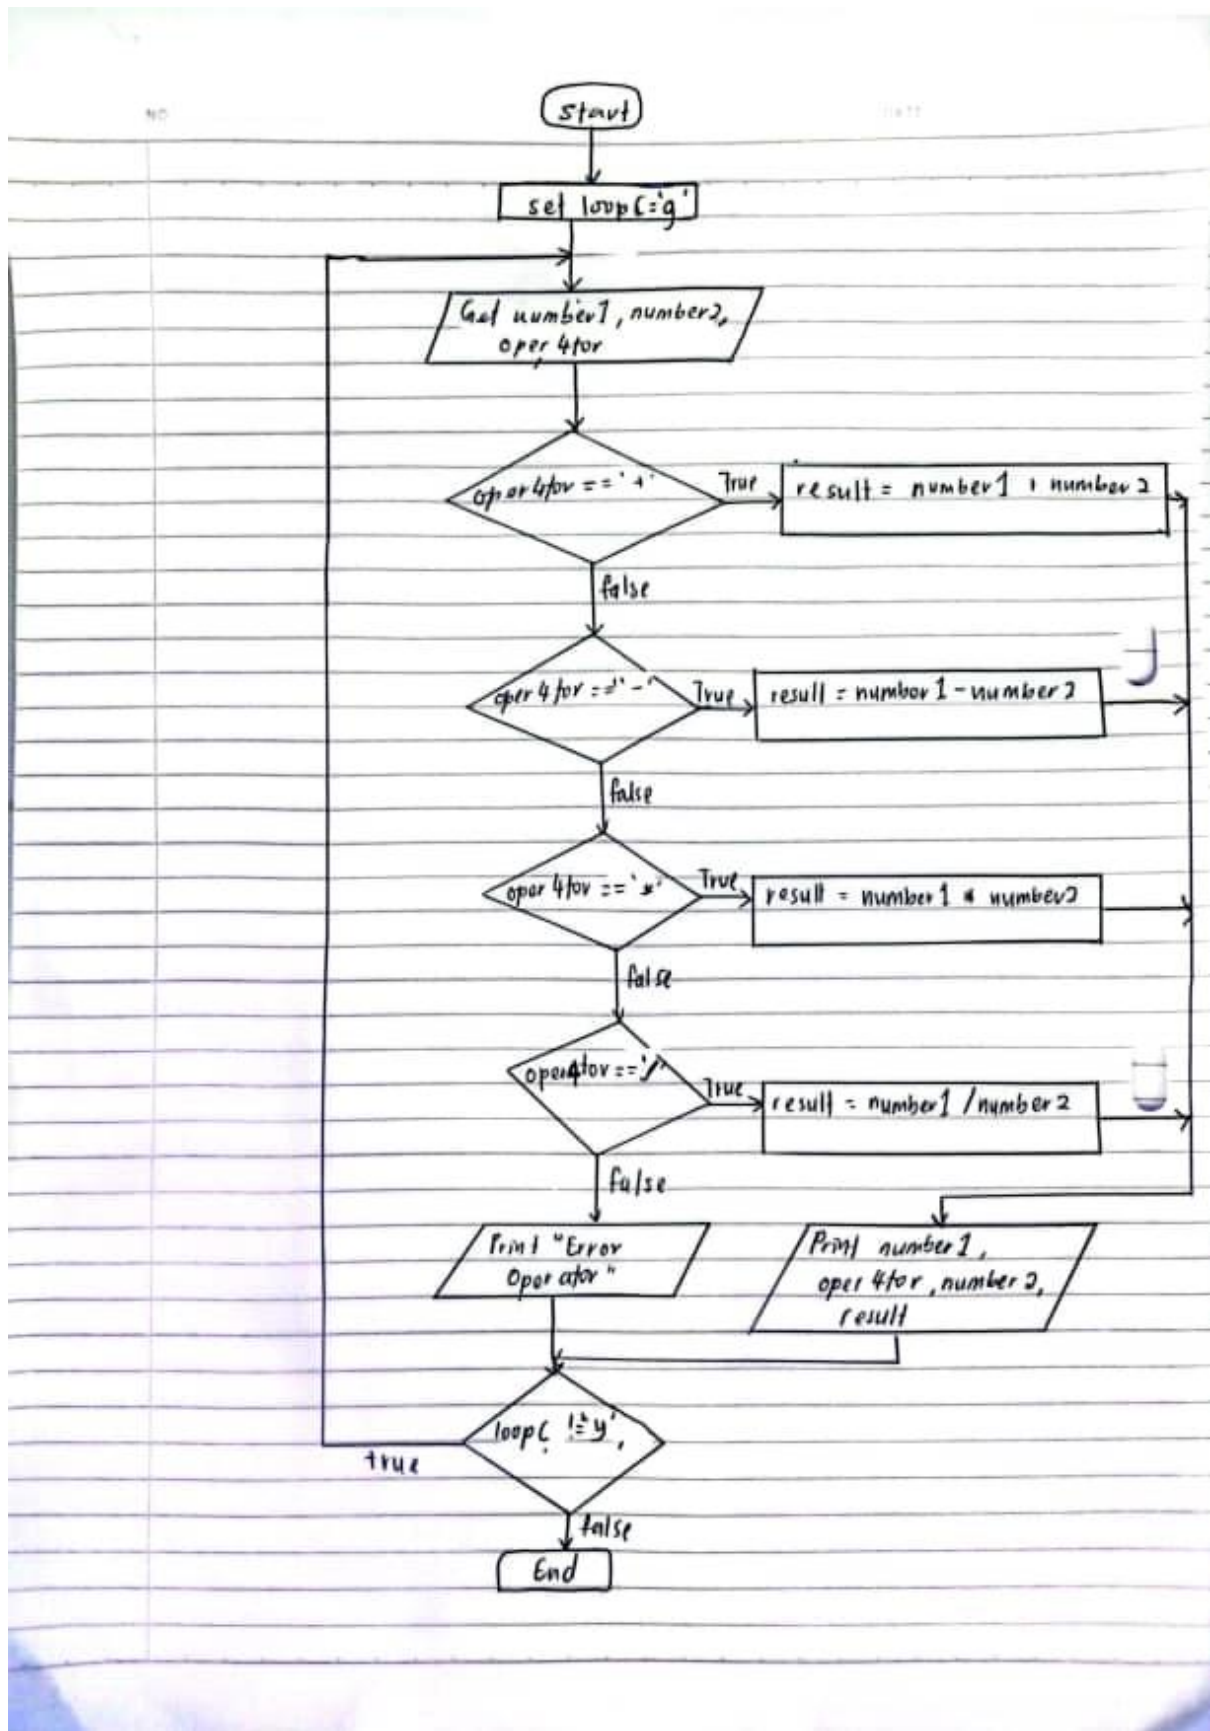 NO
DATE
Start
set loopC='g'
Get number1, number2,
oper4tor
oper4tor == '+'
True
result = number1 + number2
false
oper4tor == '-'
True
result = number1 - number2
false
oper4tor == '*'
True
result = number1 * number2
false
oper4tor == '/'
True
result = number1 / number2
false
Print "Error
Operator"
Print number1,
oper4tor, number2,
result
loopC != 'y'
true
false
End